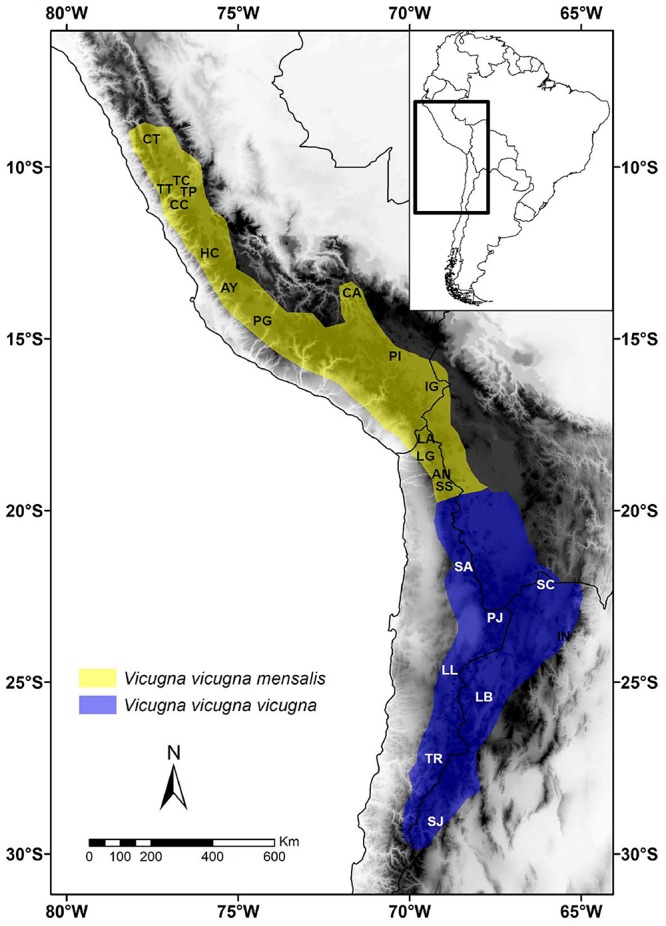 80°W 75°W 70°W 65°W
CT
10°S 10°S
TC
TT TP
CC
HC
AY
CA
PG
15°S 15°S
PI
IG
LA
LG
AN
SS
20°S 20°S
SA
SC
PJ
IN
LL
25°S 25°S
Vicugna vicugna mensalis
LB
Vicugna vicugna vicugna
N
TR
SJ
Km
0 100 200 400 600
30°S 30°S
80°W 75°W 70°W 65°W